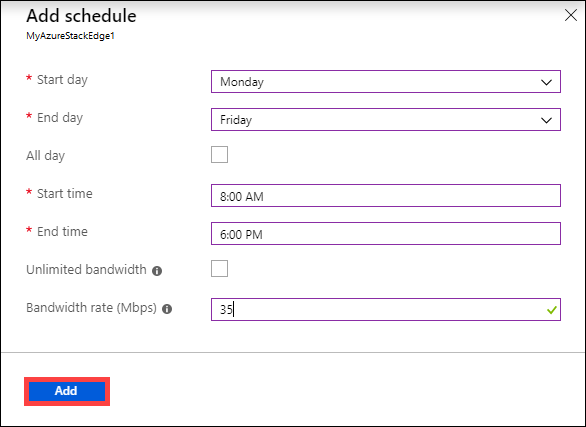 Add schedule
MyAzureStackEdge1
* Start day Monday
* End day Friday
All day
* Start time 8:00 AM
* End time 6:00 PM
Unlimited bandwidth
Bandwidth rate (Mbps) 35
Add